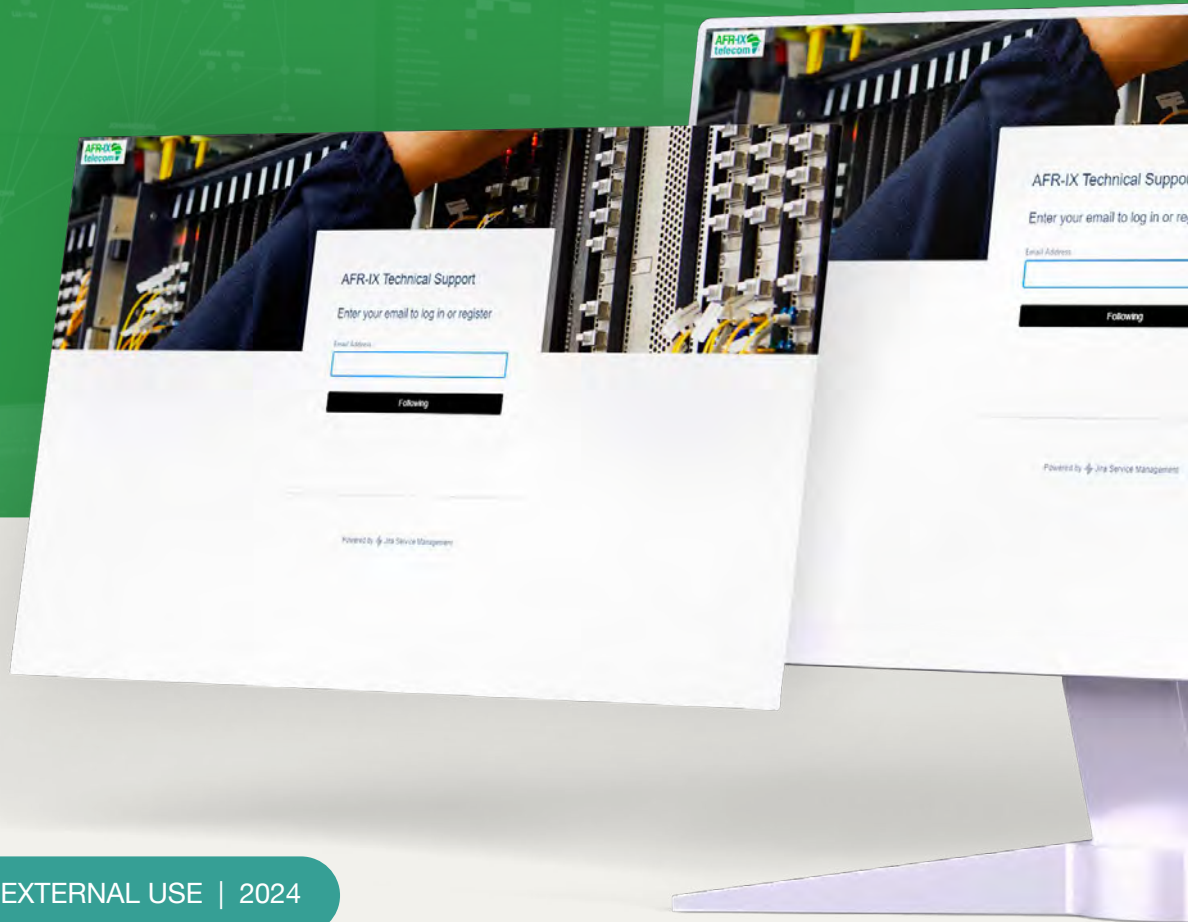 AFR-IX
telecom
AFR-IX Technical Support
Enter your email to log in or register
Email Address
Following
Powered by Jira Service Management
AFR-IX
telecom
AFR-IX Technical Suppor
Enter your email to log in or re
Email Address
Following
Powered by Jira Service Management
EXTERNAL USE | 2024